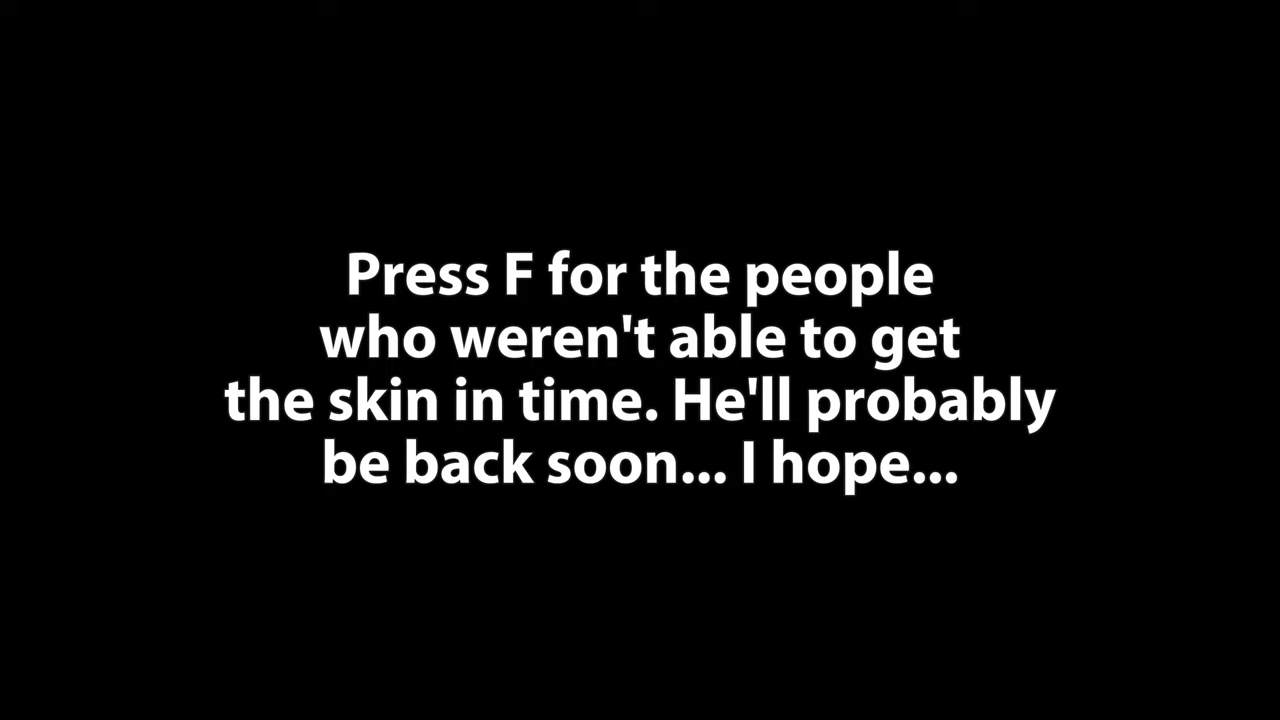 Press F for the people
who weren't able to get
the skin in time. He'll probably
be back soon... I hope...